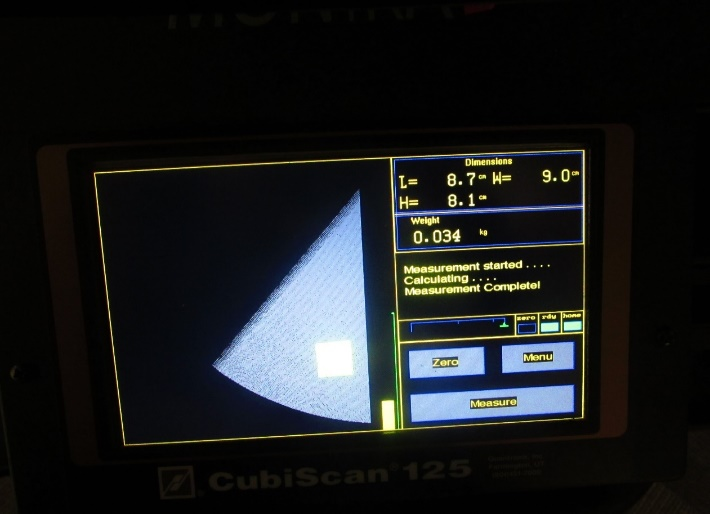 Dimensions
L= 8.7 cm W= 9.0 cm
H= 8.1 cm
Weight
0.034 kg
Measurement started . . . .
Calculating . . . .
Measurement Complete!
zero rdy home
Zero Menu
Measure
CubiScan 125